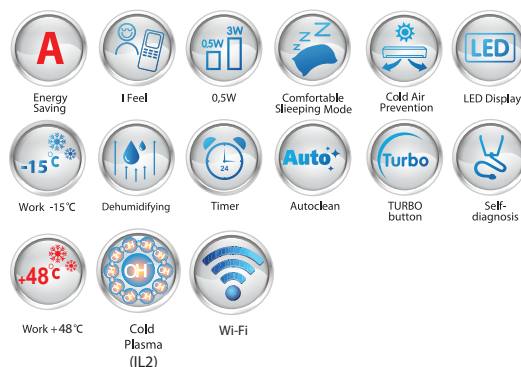 A
0,5W
3W
Z Z Z
LED
Energy
Saving
I Feel
0,5W
Comfortable
Slieeping Mode
Cold Air
Prevention
LED Display
-15°C
24
Auto
Turbo
Work -15°C
Dehumidifying
Timer
Autoclean
TURBO
button
Self-
diagnosis
+48°C
OH
Work +48°C
Cold
Plasma
(IL2)
Wi-Fi